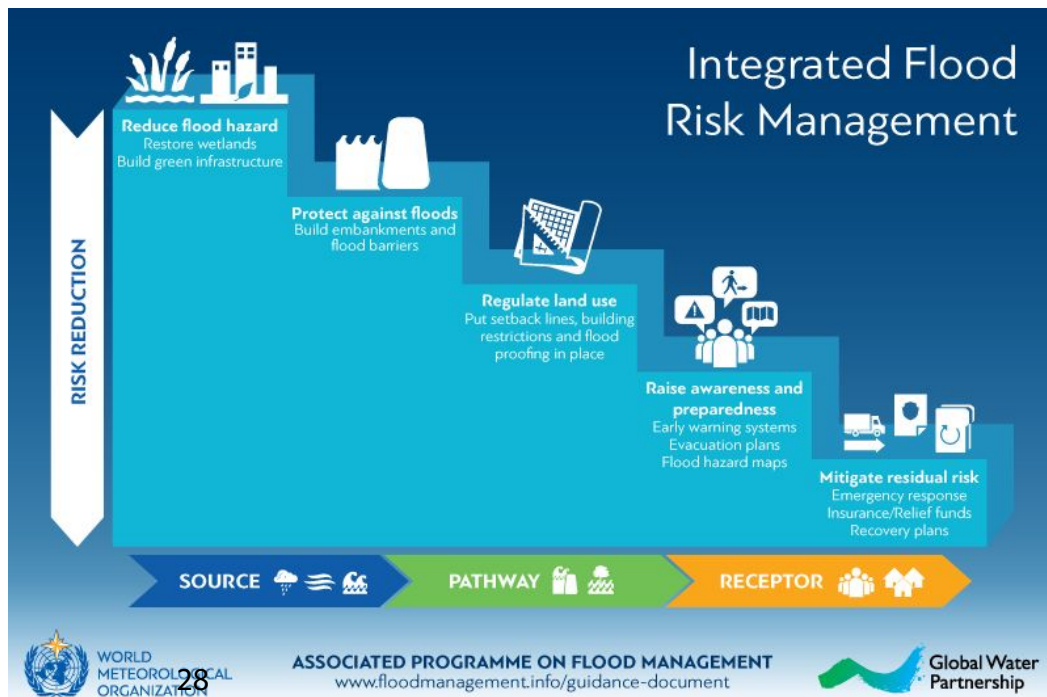 Integrated Flood
Risk Management
RISK REDUCTION
Reduce flood hazard
Restore wetlands
Build green infrastructure
Protect against floods
Build embankments and
flood barriers
Regulate land use
Put setback lines, building
restrictions and flood
proofing in place
Raise awareness and
preparedness
Early warning systems
Evacuation plans
Flood hazard maps
Mitigate residual risk
Emergency response
Insurance/Relief funds
Recovery plans
SOURCE
PATHWAY
RECEPTOR
WORLD
METEOROLOGICAL
ORGANIZATION
28
ASSOCIATED PROGRAMME ON FLOOD MANAGEMENT
www.floodmanagement.info/guidance-document
Global Water
Partnership